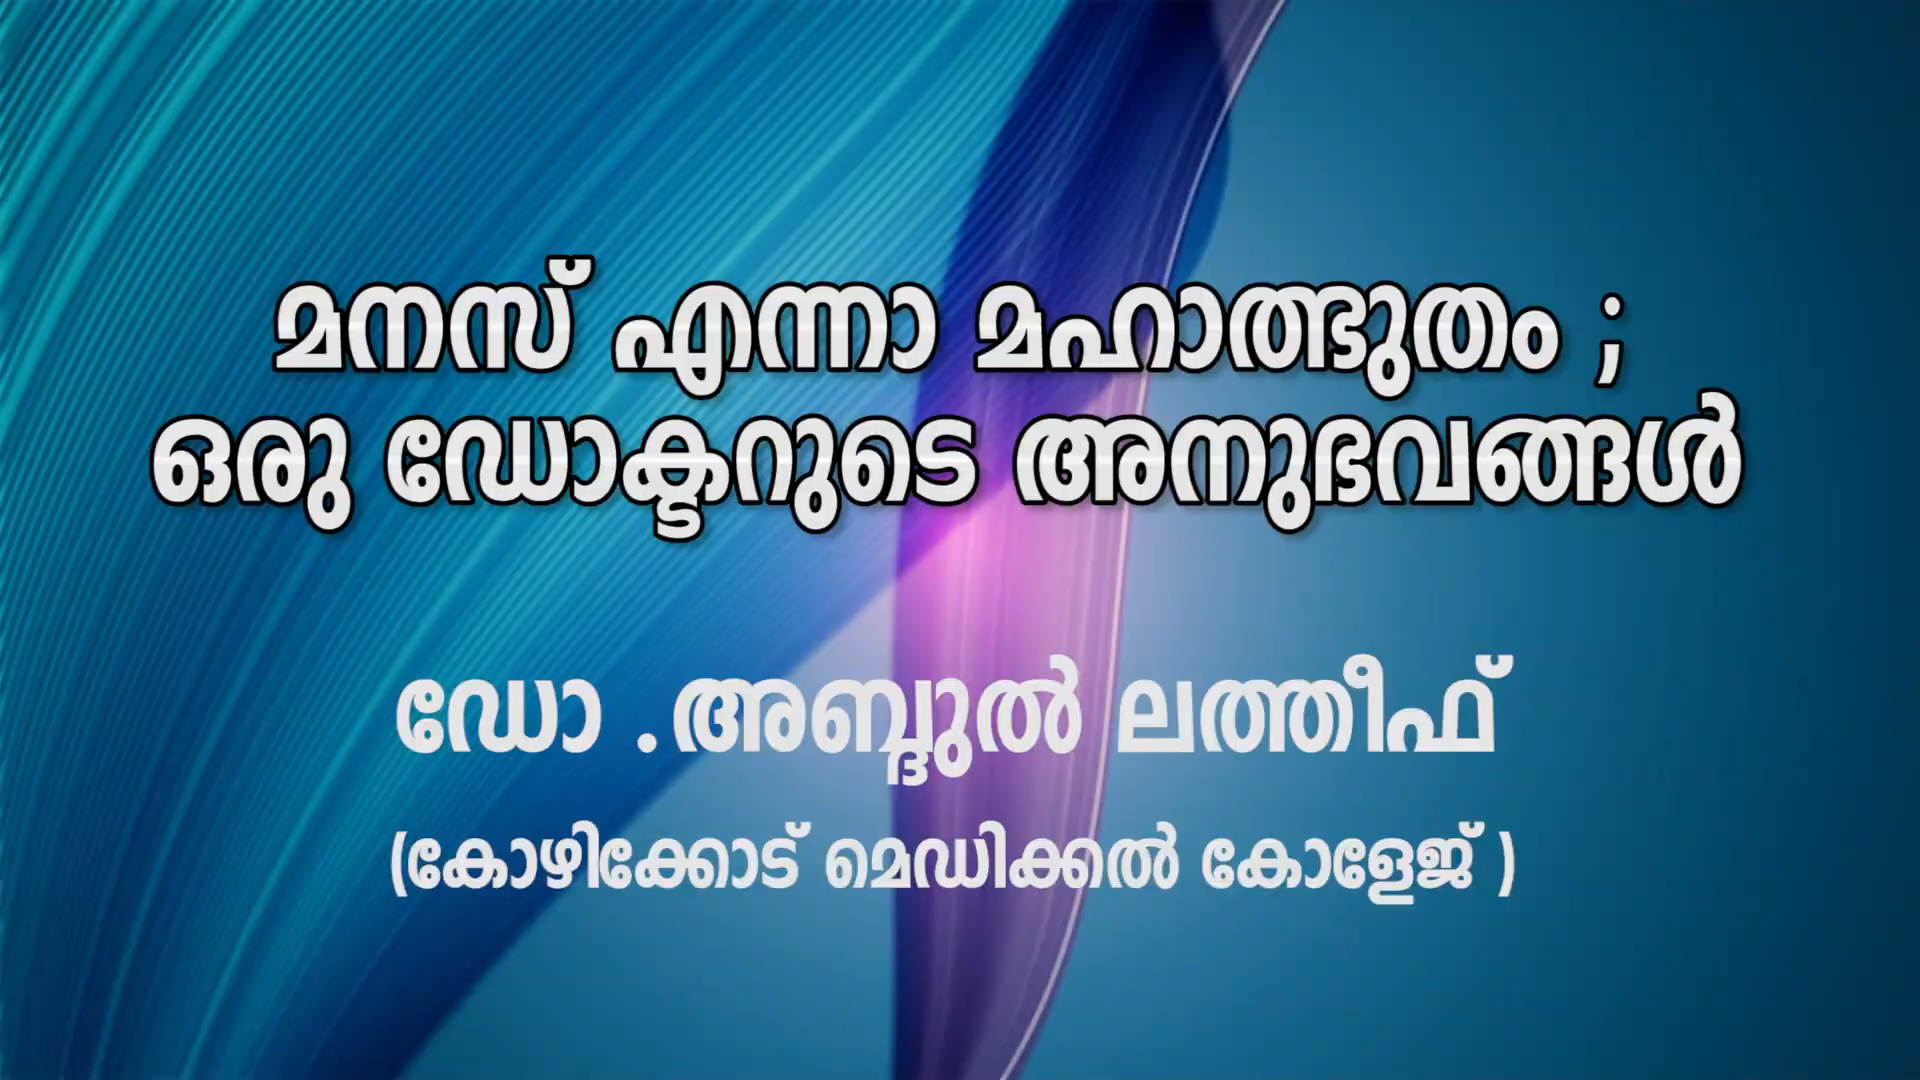 മനസ് എന്നാ മഹാത്ഭുതം ;
ഒരു ഡോക്ടറുടെ അനുഭവങ്ങൾ
ഡോ .അബ്ദുൽ ലത്തീഫ്
(കോഴിക്കോട് മെഡിക്കൽ കോളേജ് )